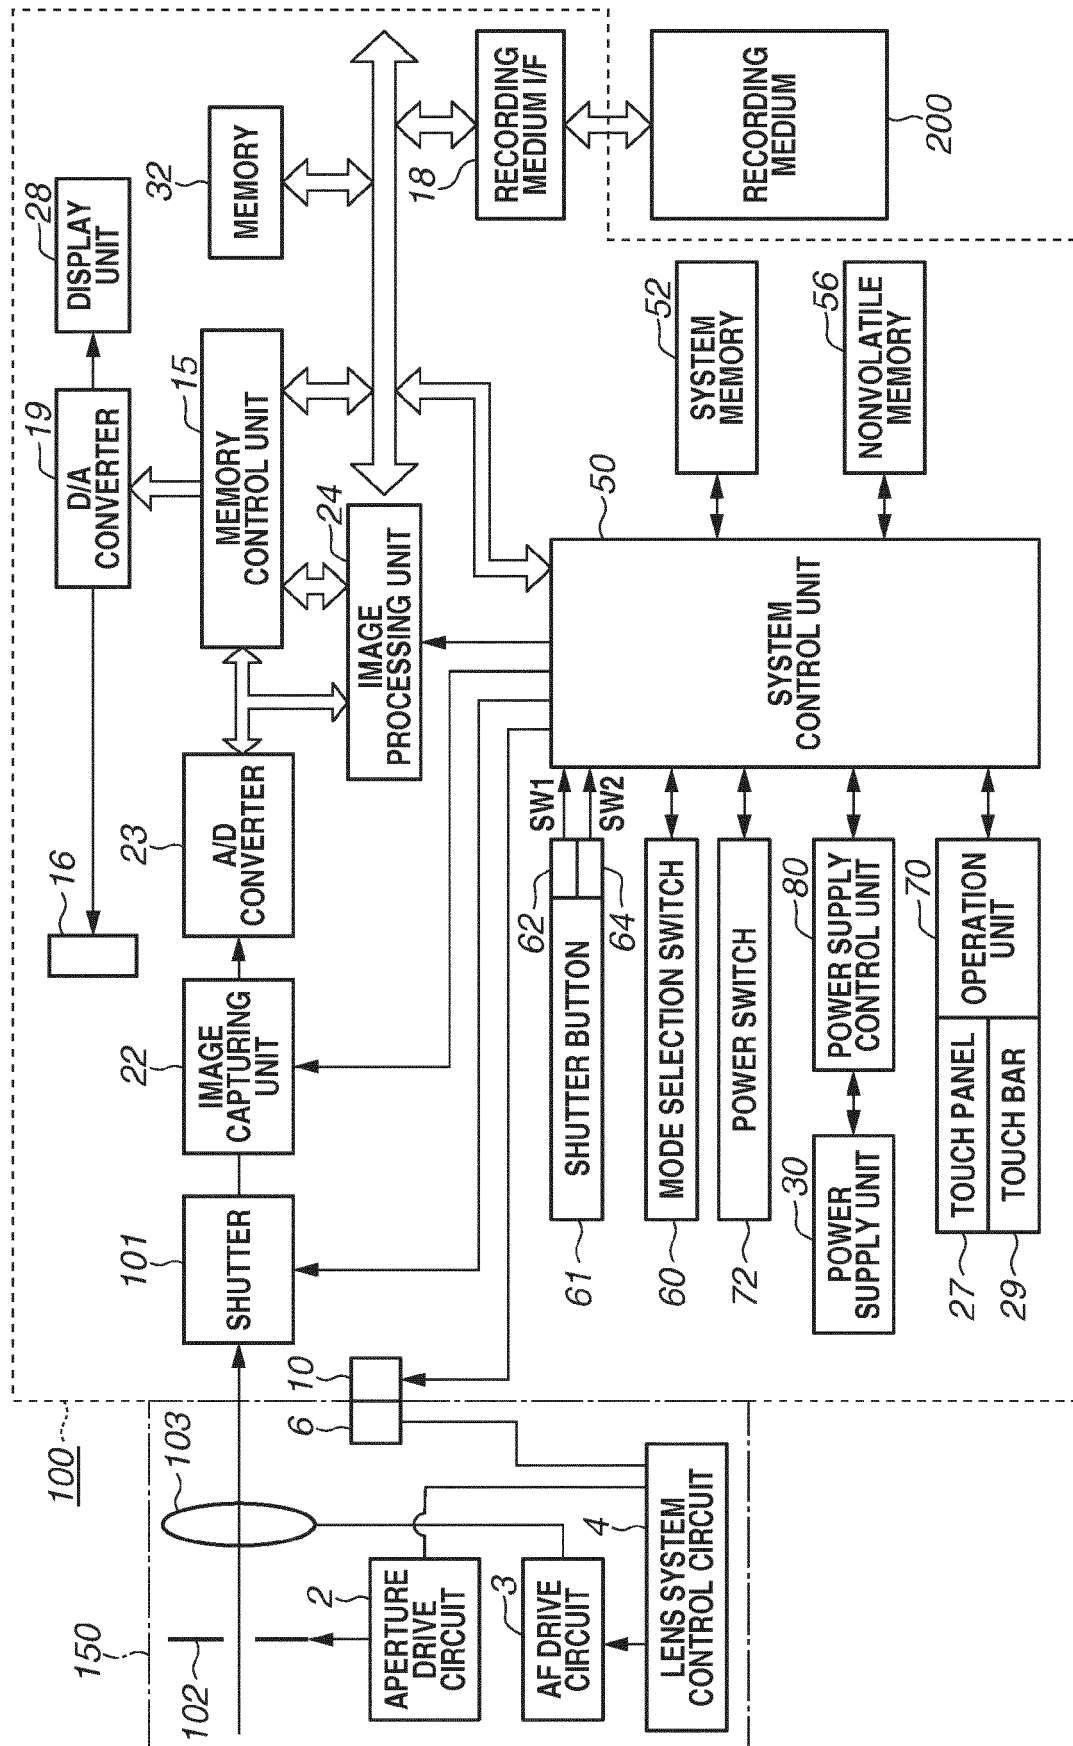 100
150
102
103
APERTURE
DRIVE
CIRCUIT
2
AF DRIVE
CIRCUIT
3
LENS SYSTEM
CONTROL CIRCUIT
4
6
10
SHUTTER
101
IMAGE
CAPTURING
UNIT
22
A/D
CONVERTER
23
16
D/A
CONVERTER
19
DISPLAY
UNIT
28
MEMORY
CONTROL UNIT
15
MEMORY
32
IMAGE
PROCESSING UNIT
24
RECORDING
MEDIUM I/F
18
RECORDING
MEDIUM
200
SYSTEM
CONTROL UNIT
50
SYSTEM
MEMORY
52
NONVOLATILE
MEMORY
56
SHUTTER BUTTON
61
62
64
SW1
SW2
MODE SELECTION SWITCH
60
POWER SWITCH
72
POWER
SUPPLY UNIT
30
POWER SUPPLY
CONTROL UNIT
80
TOUCH PANEL
27
TOUCH BAR
29
OPERATION
UNIT
70